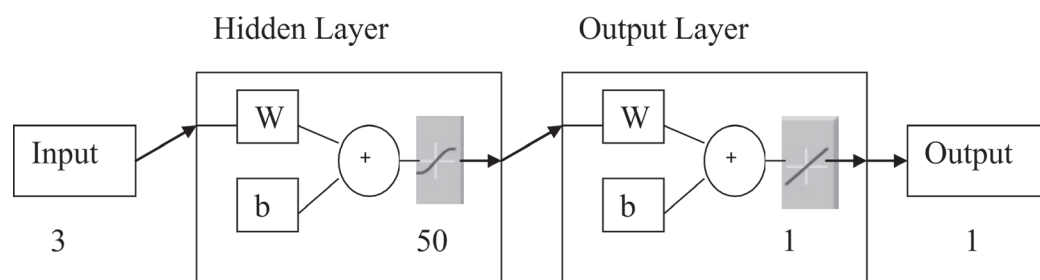 Hidden Layer
Output Layer
Input
W
b
+
W
b
+
Output
3
50
1
1